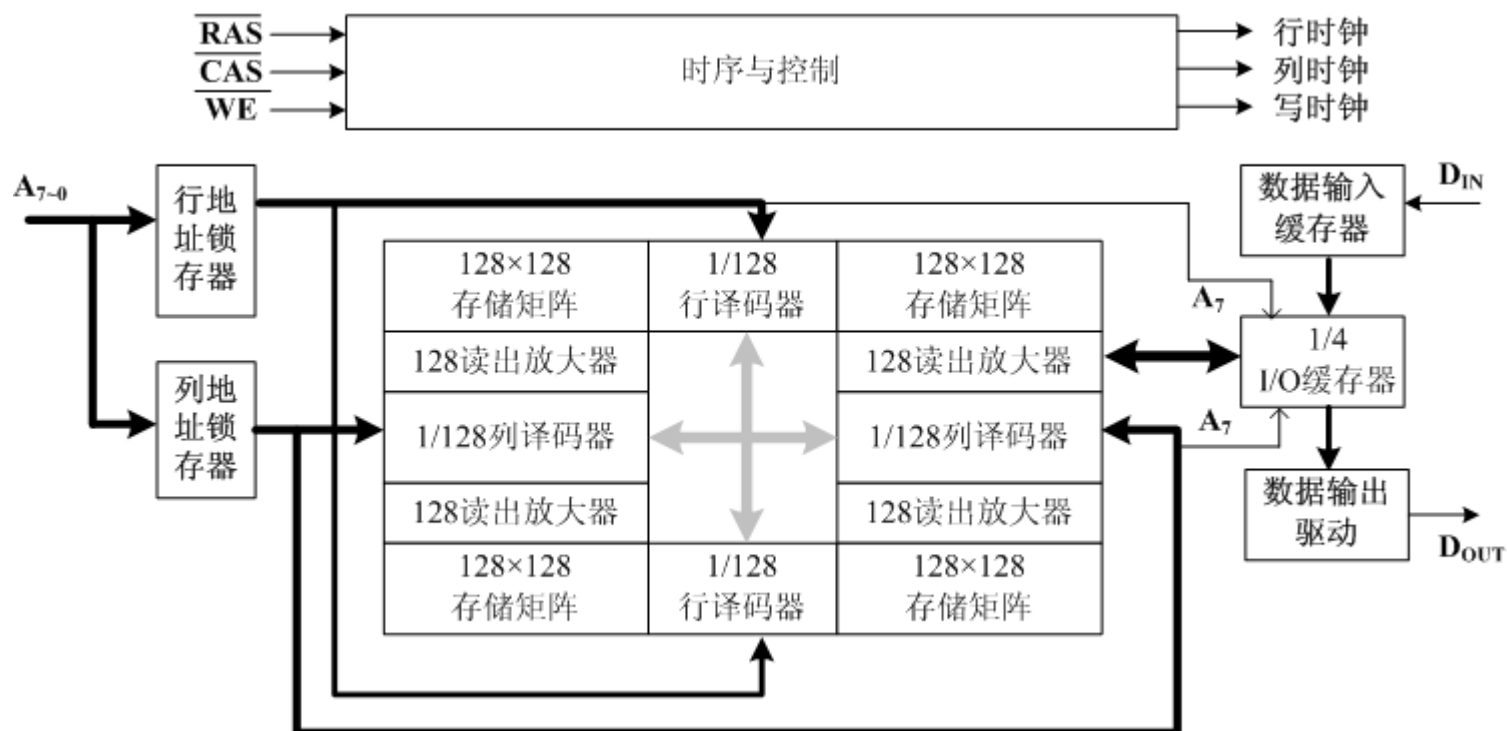 RAS
CAS
WE
时序与控制
行时钟
列时钟
写时钟
A7~0
行地
址锁
存器
列地
址锁
存器
128×128
存储矩阵
1/128
行译码器
128×128
存储矩阵
128读出放大器
128读出放大器
1/128列译码器
1/128列译码器
128读出放大器
128读出放大器
128×128
存储矩阵
1/128
行译码器
128×128
存储矩阵
数据输入
缓存器
DIN
A7
1/4
I/O缓存器
A7
数据输出
驱动
DOUT